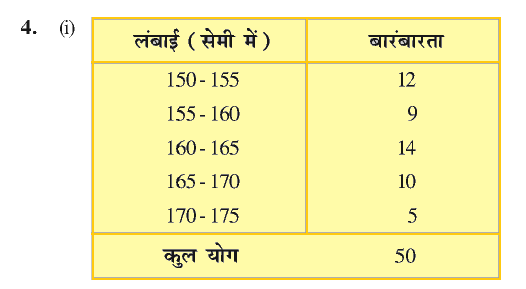 4. (i) लंबाई ( सेमी में ) बारंबारता
150 - 155 12
155 - 160 9
160 - 165 14
165 - 170 10
170 - 175 5
कुल योग 50